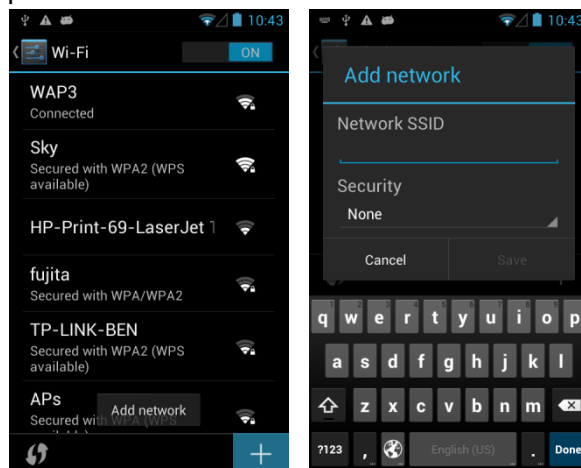 10:43
Wi-Fi
ON
WAP3
Connected
Sky
Secured with WPA2 (WPS
available)
HP-Print-69-LaserJet 1
fujita
Secured with WPA/WPA2
TP-LINK-BEN
Secured with WPA2 (WPS
available)
APs
Secured with WPA (WPS
Add network
10:43
Add network
Network SSID
Security
None
Cancel Save
q w e r t y u i o p
a s d f g h j k l
z x c v b n m
?123 , English (US) . Done